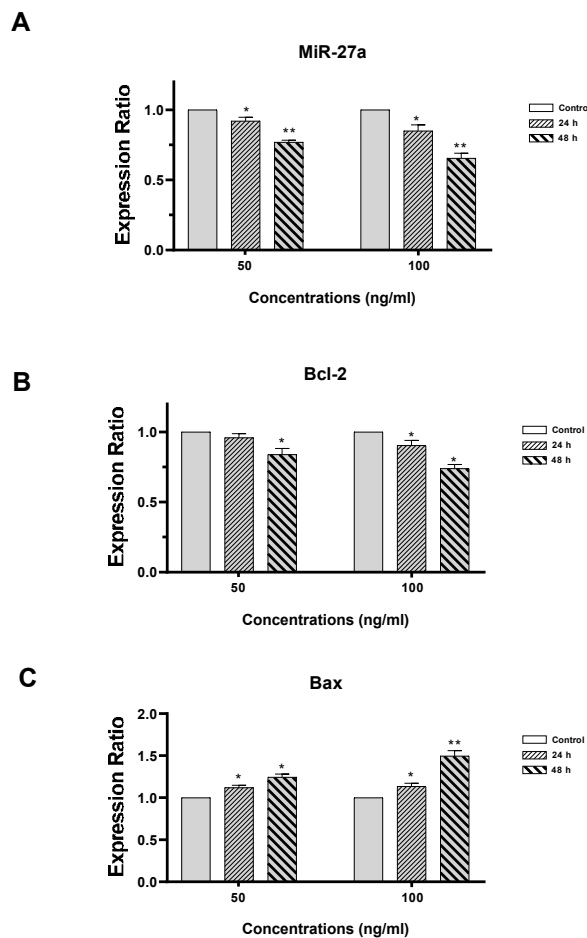 A
MiR-27a
Expression Ratio
1.0
0.5
0.0
*
**
*
**
50
100
Concentrations (ng/ml)
Control
24 h
48 h
B
Bcl-2
Expression Ratio
1.0
0.5
0.0
*
*
*
50
100
Concentrations (ng/ml)
Control
24 h
48 h
C
Bax
Expression Ratio
2.0
1.5
1.0
0.5
0.0
*
*
*
**
50
100
Concentrations (ng/ml)
Control
24 h
48 h